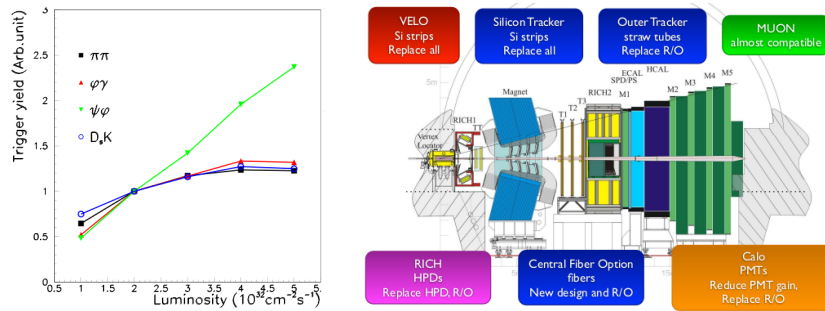 Trigger yield (Arb.unit)
3
2.5
2
1.5
1
0.5
0
ππ
φγ
ψφ
DsK
0.5 1 1.5 2 2.5 3 3.5 4 4.5 5 5.
Luminosity (10³²cm⁻²s⁻¹)
VELO
Si strips
Replace all
Silicon Tracker
Si strips
Replace all
Outer Tracker
straw tubes
Replace R/O
MUON
almost compatible
5m
Vertex
Locator
RICH1
TT
Magnet
T1
T2
T3
RICH2
SPD/PS
ECAL
HCAL
M1
M2
M3
M4
M5
RICH
HPDs
Replace HPD, R/O
Central Fiber Option
fibers
New design and R/O
Calo
PMTs
Reduce PMT gain,
Replace R/O